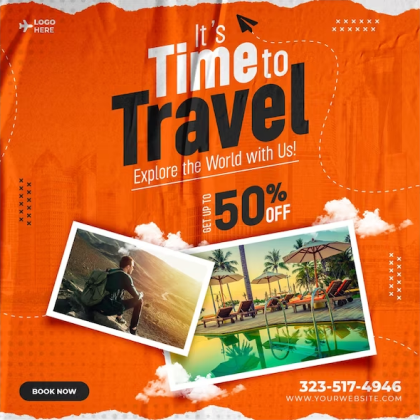 LOGO
HERE
It's
Time to
Travel
Explore the World with Us!
GET UP TO
50%
OFF
BOOK NOW
323-517-4946
WWW.YOURWEBSITE.COM